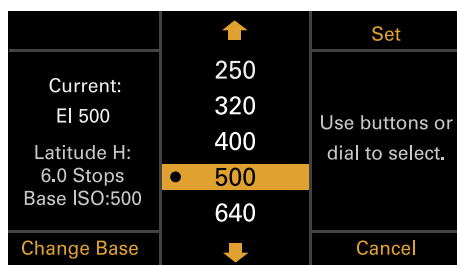 Current:
EI 500
Latitude H:
6.0 Stops
Base ISO:500
Change Base
250
320
400
500
640
Set
Use buttons or
dial to select.
Cancel